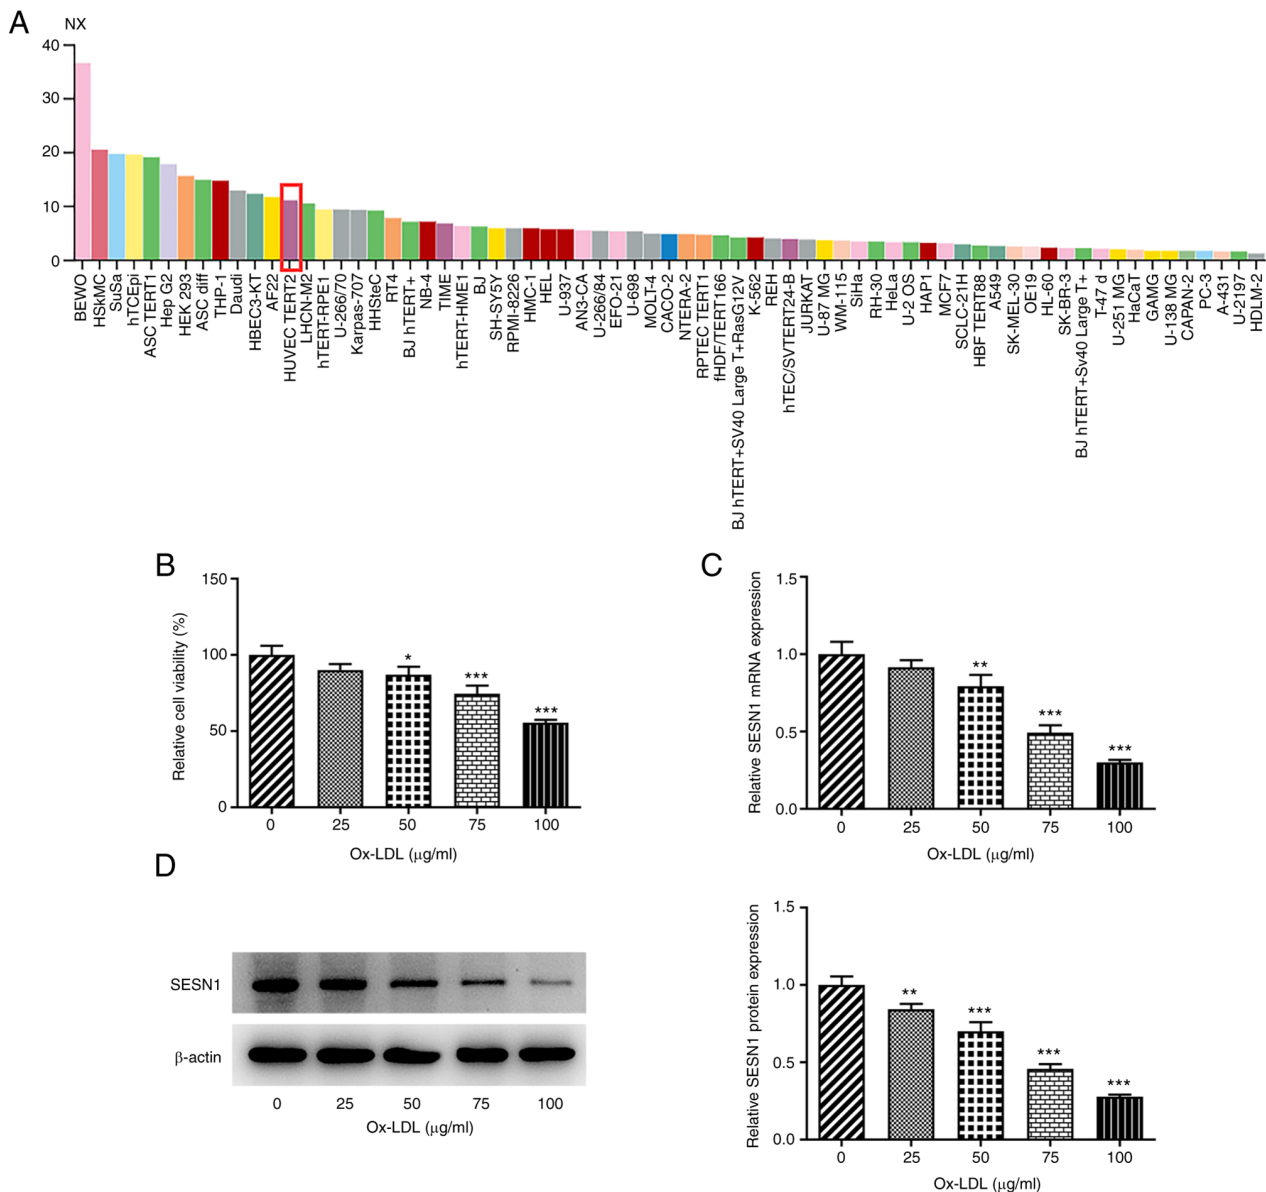 A
NX
40
30
20
10
0
BEWO
HSkMC
SuSa
hTCEpi
ASC TERT1
Hep G2
HEK 293
ASC diff
THP-1
Daudi
HBEC3-KT
AF22
HUVEC TERT2
LHCN-M2
hTERT-RPE1
U-266/70
Karpas-707
HHSteC
RT4
BJ hTERT+
NB-4
TIME
hTERT-HME1
BJ
SH-SY5Y
RPMI-8226
HMC-1
HEL
U-937
AN3-CA
U-266/84
EFO-21
U-698
MOLT-4
CACO-2
NTERA-2
RPTEC TERT1
fHDF/TERT166
BJ hTERT+SV40 Large T+RasG12V
K-562
REH
hTEC/SVTERT24-B
JURKAT
U-87 MG
WM-115
SiHa
RH-30
HeLa
U-2 OS
HAP1
MCF7
SCLC-21H
HBF TERT88
A549
SK-MEL-30
OE19
HL-60
SK-BR-3
BJ hTERT+Sv40 Large T+
T-47 d
U-251 MG
HaCaT
GAMG
U-138 MG
CAPAN-2
PC-3
A-431
U-2197
HDLM-2
B
Relative cell viability (%)
150
100
50
0
*
***
***
0 25 50 75 100
Ox-LDL (μg/ml)
C
Relative SESN1 mRNA expression
1.5
1.0
0.5
0.0
**
***
***
0 25 50 75 100
Ox-LDL (μg/ml)
D
SESN1
β-actin
0 25 50 75 100
Ox-LDL (μg/ml)
Relative SESN1 protein expression
1.5
1.0
0.5
0.0
**
***
***
***
0 25 50 75 100
Ox-LDL (μg/ml)